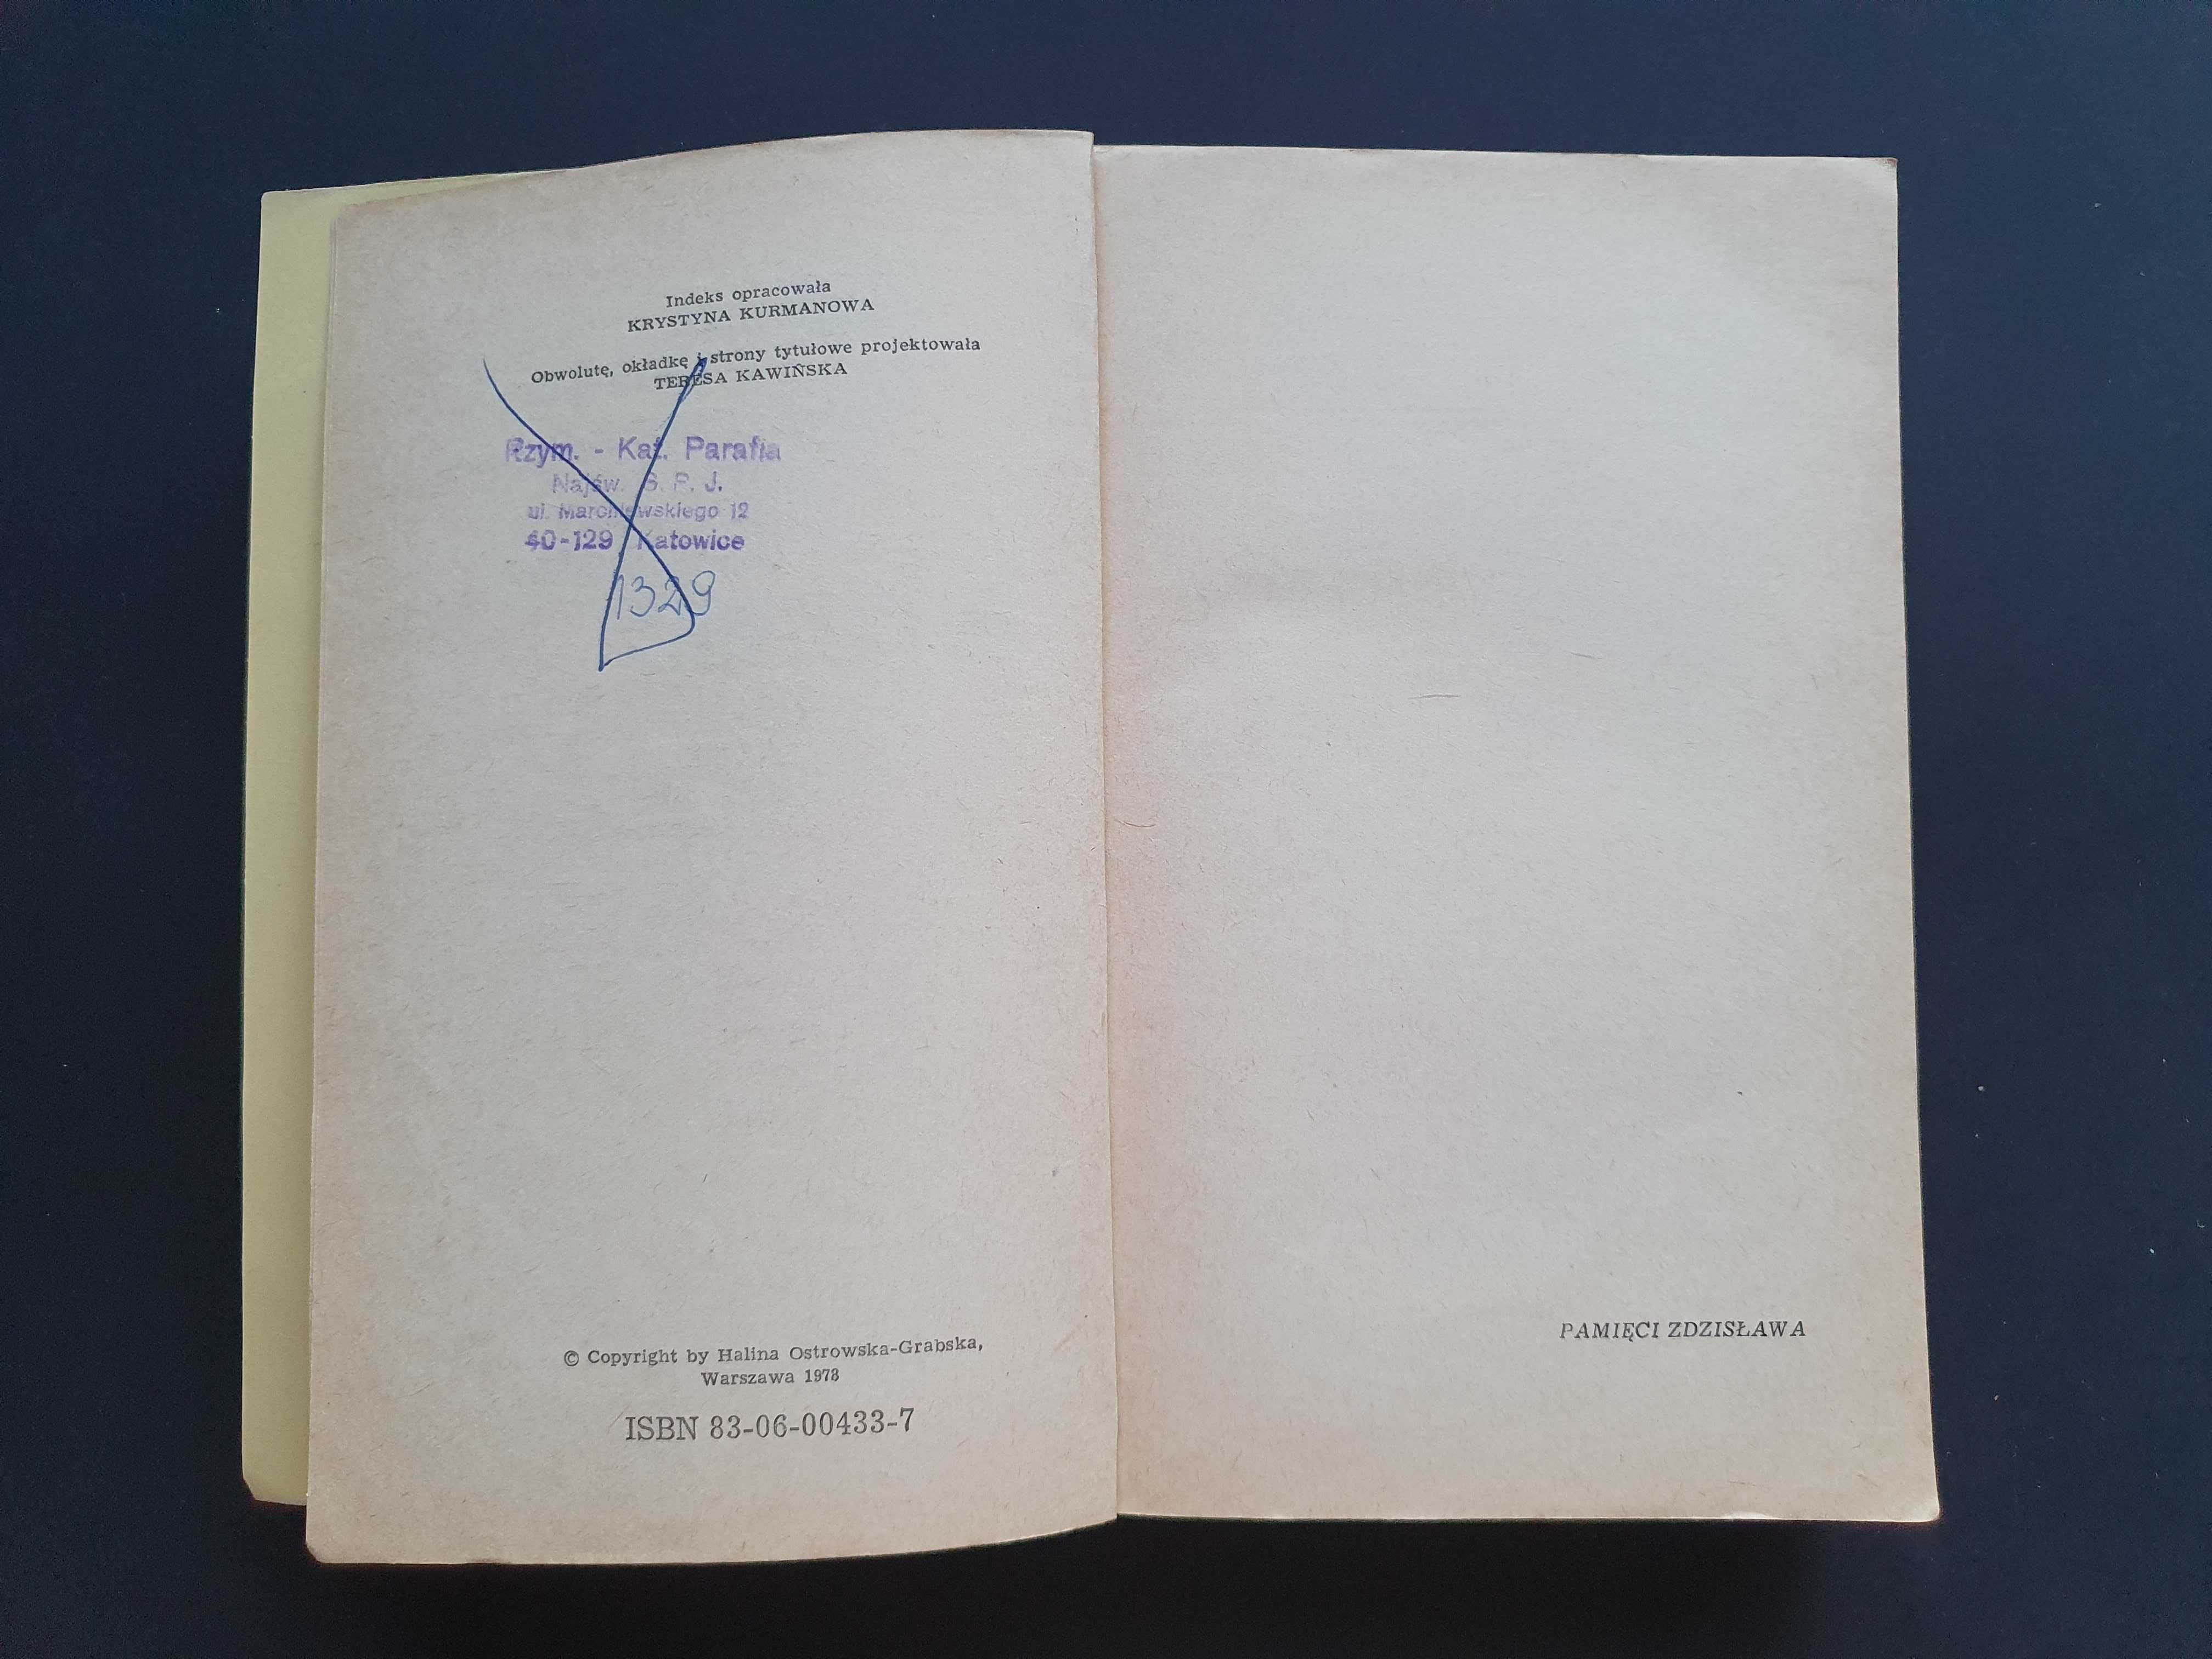 Indeks opracowała
KRYSTYNA KURMANOWA
Obwolutę, okładkę i strony tytułowe projektowała
TERESA KAWIŃSKA
Rzym. - Kat. Parafia
Najśw. S. P. J.
ul. Marchlewskiego 12
40-129 Katowice
1329
© Copyright by Halina Ostrowska-Grabska,
Warszawa 1973
ISBN 83-06-00433-7
PAMIĘCI ZDZISŁAWA